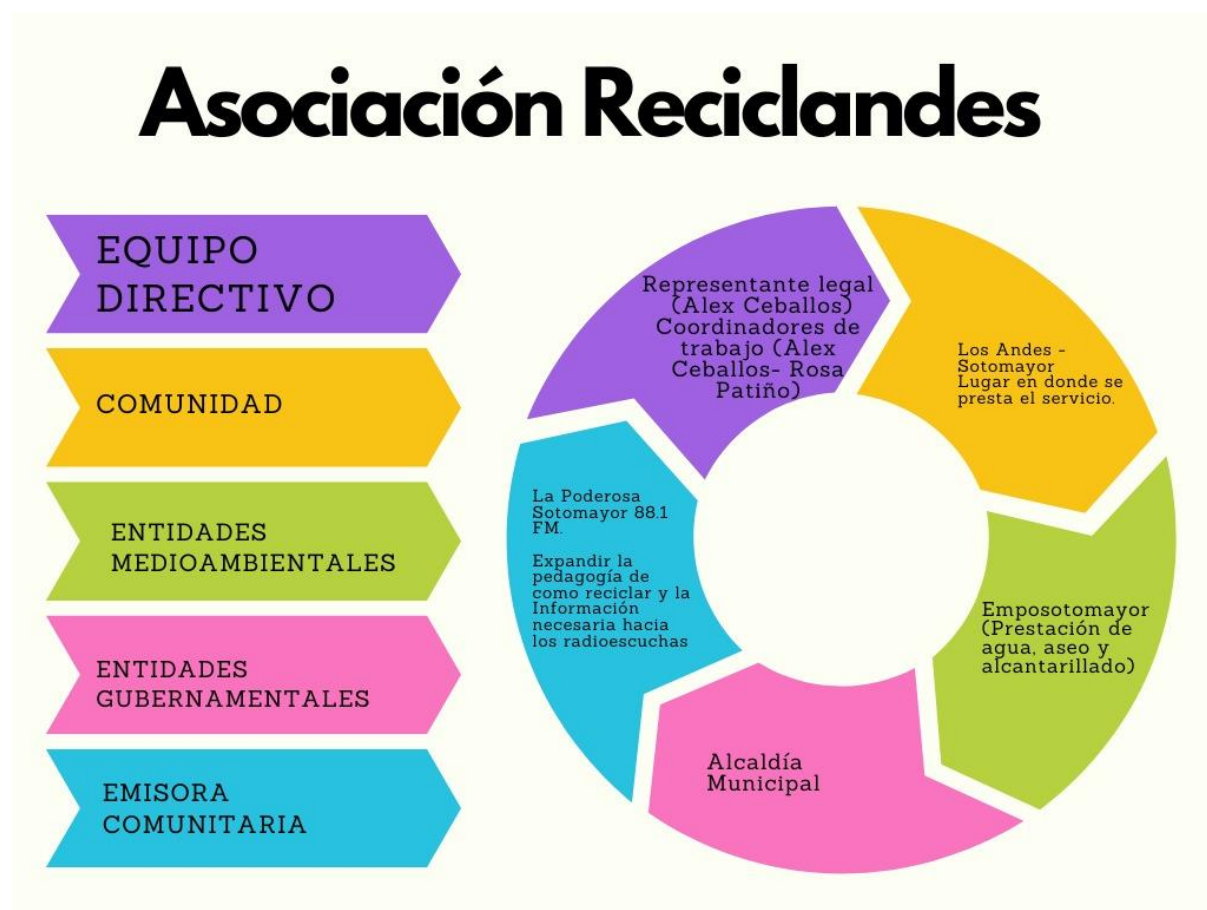 Asociación Reciclandes
EQUIPO
DIRECTIVO
COMUNIDAD
ENTIDADES
MEDIOAMBIENTALES
ENTIDADES
GUBERNAMENTALES
EMISORA
COMUNITARIA
Representante legal
(Alex Ceballos)
Coordinadores de
trabajo (Alex
Ceballos- Rosa
Patiño)
Los Andes -
Sotomayor
Lugar en donde se
presta el servicio.
Emposotomayor
(Prestación de
agua, aseo y
alcantarillado)
Alcaldía
Municipal
La Poderosa
Sotomayor 88.1
FM.
Expandir la
pedagogía de
como reciclar y la
Información
necesaria hacia
los radioescuchas